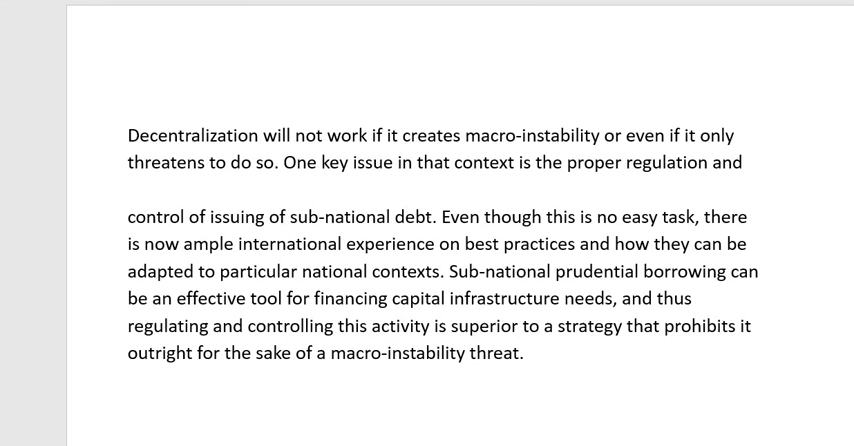 Decentralization will not work if it creates macro-instability or even if it only
threatens to do so. One key issue in that context is the proper regulation and
control of issuing of sub-national debt. Even though this is no easy task, there
is now ample international experience on best practices and how they can be
adapted to particular national contexts. Sub-national prudential borrowing can
be an effective tool for financing capital infrastructure needs, and thus
regulating and controlling this activity is superior to a strategy that prohibits it
outright for the sake of a macro-instability threat.